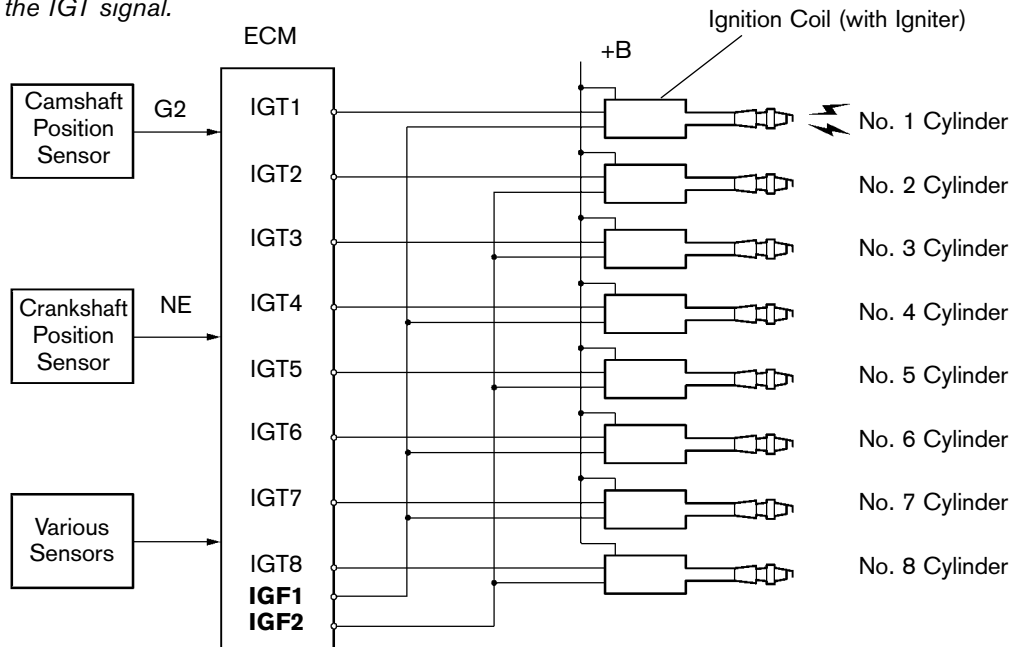 the IGT signal.
Ignition Coil (with Igniter)
ECM
+B
Camshaft
Position
Sensor
G2
IGT1
No. 1 Cylinder
IGT2
No. 2 Cylinder
IGT3
No. 3 Cylinder
Crankshaft
Position
Sensor
NE
IGT4
No. 4 Cylinder
IGT5
No. 5 Cylinder
IGT6
No. 6 Cylinder
IGT7
No. 7 Cylinder
Various
Sensors
IGT8
No. 8 Cylinder
IGF1
IGF2